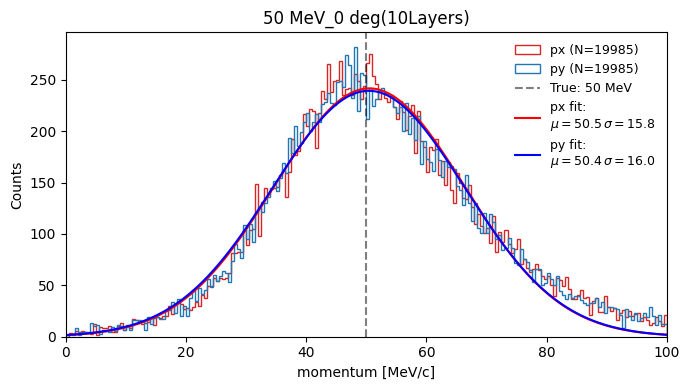 50 MeV_0 deg(10Layers)
px (N=19985)
py (N=19985)
True: 50 MeV
px fit:
μ = 50.5 σ = 15.8
py fit:
μ = 50.4 σ = 16.0
Counts
250
200
150
100
50
0
0 20 40 60 80 100
momentum [MeV/c]